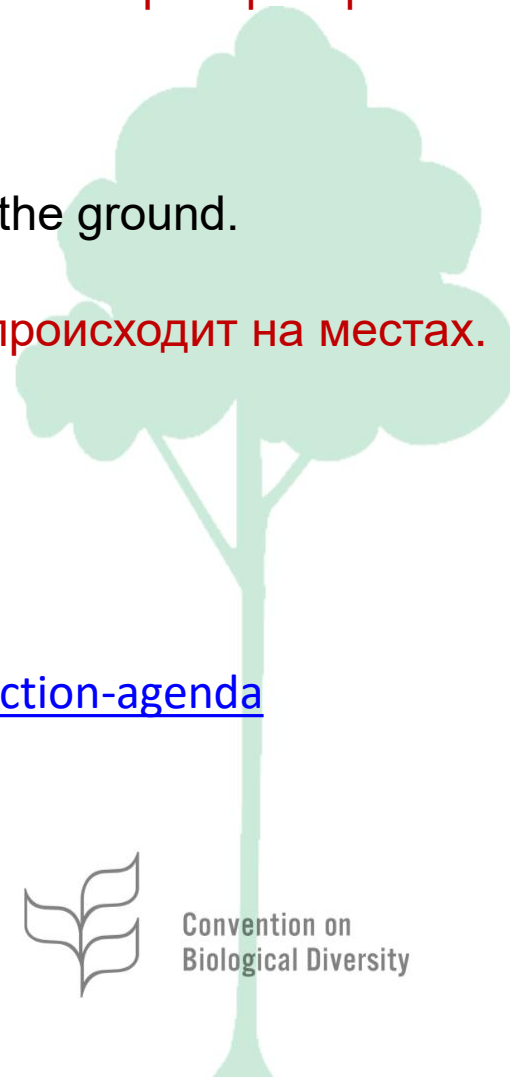 the ground.
происходит на местах.
ction-agenda
Convention on
Biological Diversity